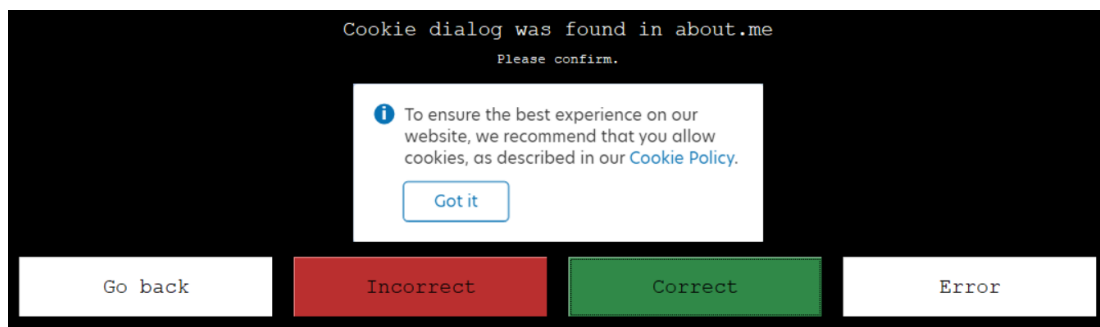 Cookie dialog was found in about.me
Please confirm.
To ensure the best experience on our
website, we recommend that you allow
cookies, as described in our Cookie Policy.
Got it
Go back
Incorrect
Correct
Error